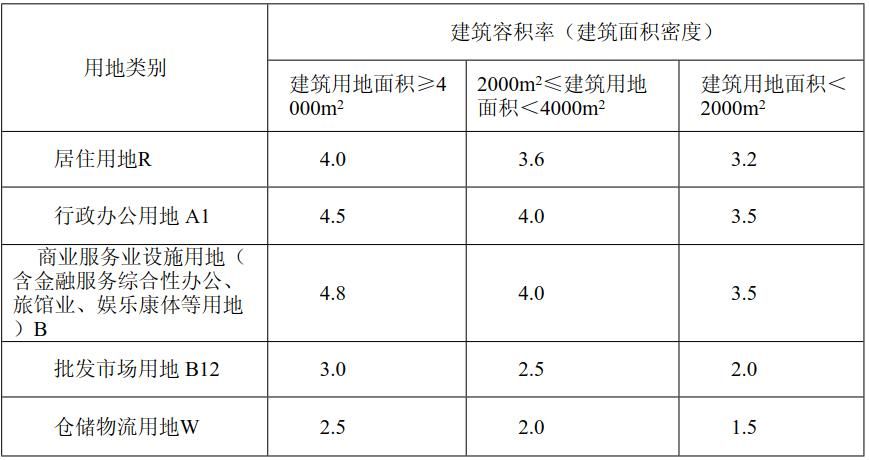 用地类别
建筑容积率（建筑面积密度）
建筑用地面积≥4
000m²
2000m²≤建筑用地
面积＜4000m²
建筑用地面积＜
2000m²
居住用地R
4.0
3.6
3.2
行政办公用地 A1
4.5
4.0
3.5
商业服务业设施用地（
含金融服务综合性办公、
旅馆业、娱乐康体等用地
）B
4.8
4.0
3.5
批发市场用地 B12
3.0
2.5
2.0
仓储物流用地W
2.5
2.0
1.5